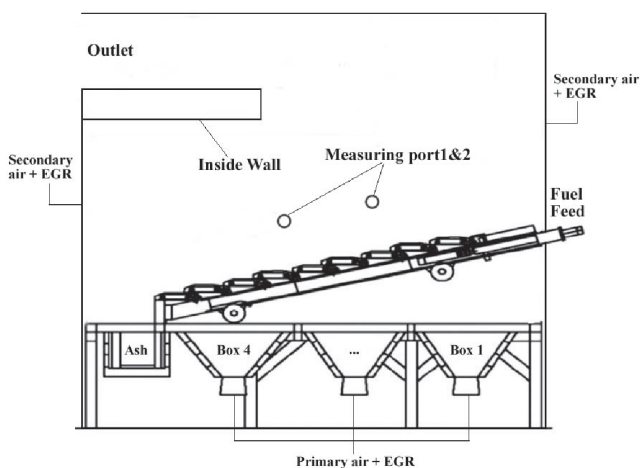 Outlet
Secondary air
+ EGR
Inside Wall
Measuring port1&2
Secondary
air + EGR
Fuel
Feed
Ash
Box 4
...
Box 1
Primary air + EGR